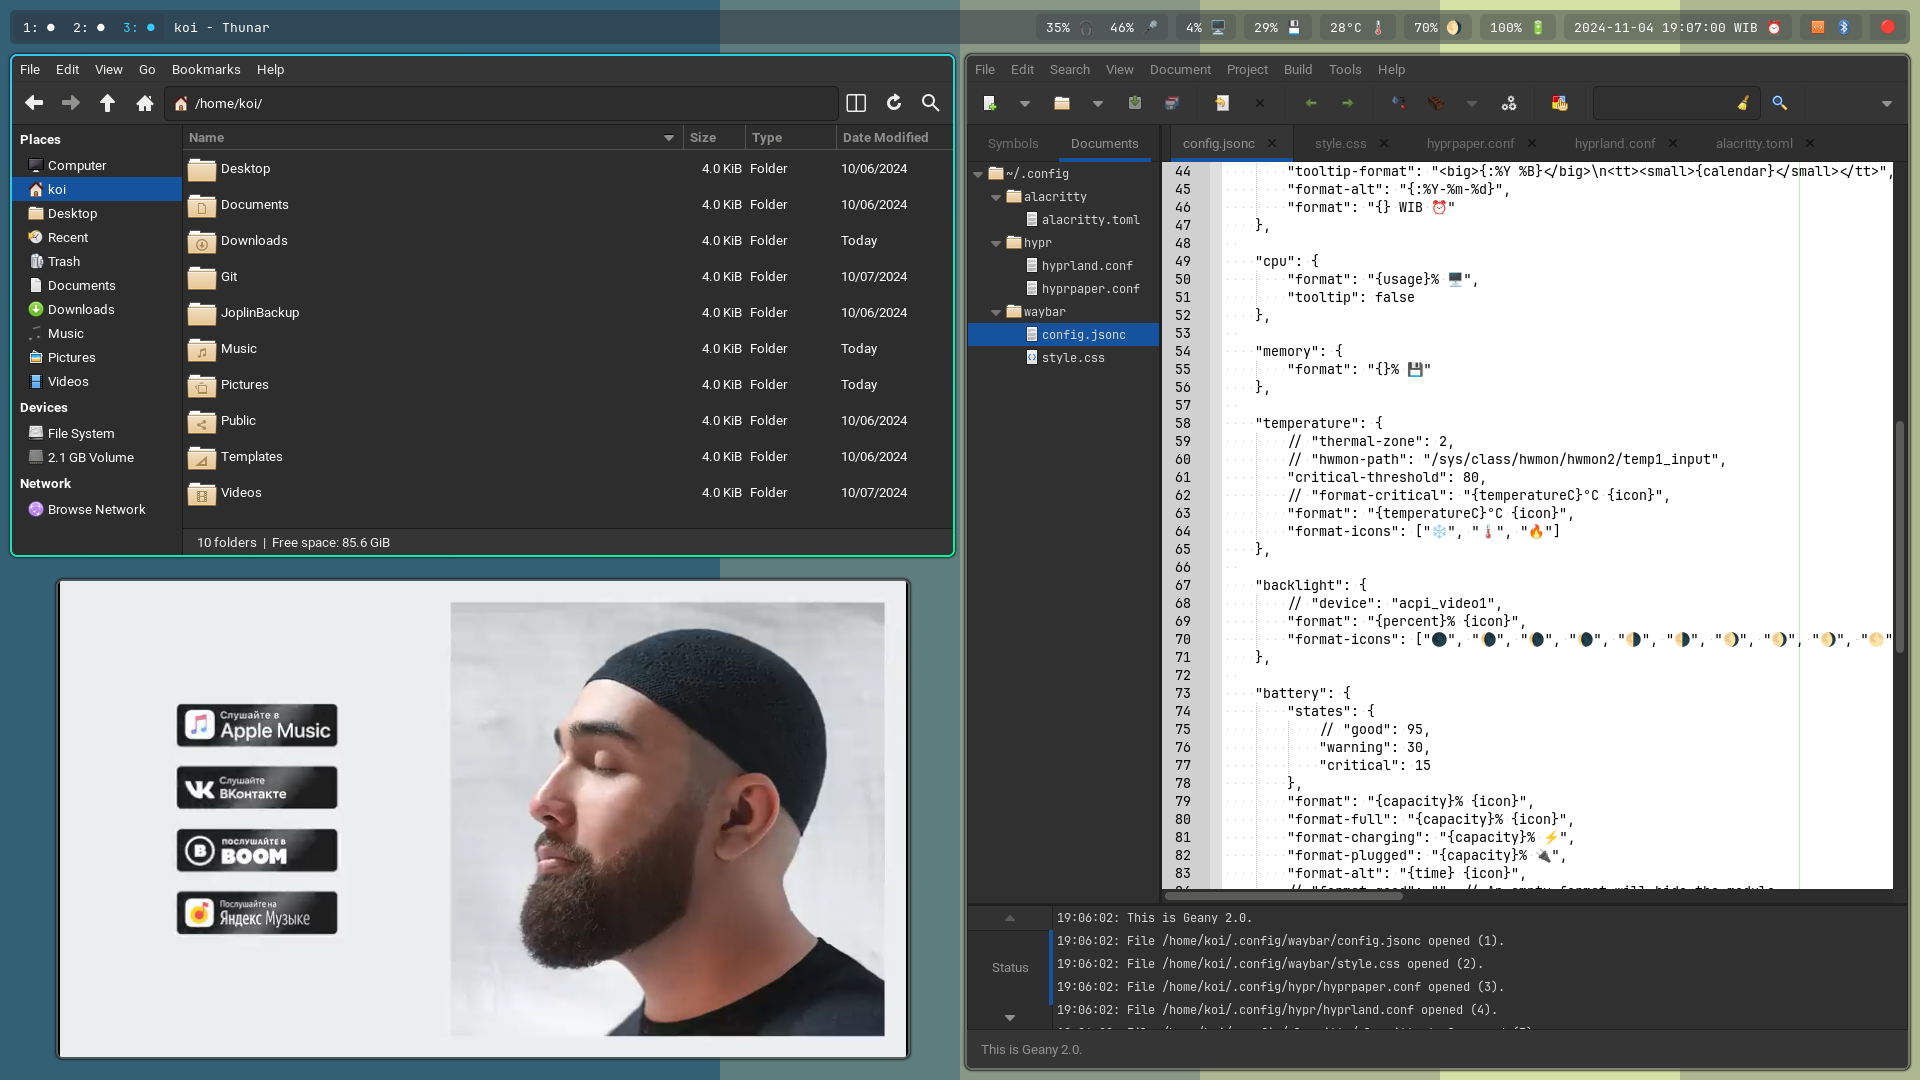 1: ● 2: ● 3: ● koi - Thunar
35% 🎧 46% 🎤 4% 🖥️ 29% 💾 28°C 🌡️ 70% 🌖 100% 🔋 2024-11-04 19:07:00 WIB ⏰
File Edit View Go Bookmarks Help
/home/koi/
Places
Computer
koi
Desktop
Recent
Trash
Documents
Downloads
Music
Pictures
Videos
Devices
File System
2.1 GB Volume
Network
Browse Network
Name Size Type Date Modified
Desktop 4.0 KiB Folder 10/06/2024
Documents 4.0 KiB Folder 10/06/2024
Downloads 4.0 KiB Folder Today
Git 4.0 KiB Folder 10/07/2024
JoplinBackup 4.0 KiB Folder 10/06/2024
Music 4.0 KiB Folder Today
Pictures 4.0 KiB Folder Today
Public 4.0 KiB Folder 10/06/2024
Templates 4.0 KiB Folder 10/06/2024
Videos 4.0 KiB Folder 10/07/2024
10 folders | Free space: 85.6 GiB
Слушайте в
Apple Music
Слушайте
ВКонтакте
ПОСЛУШАЙТЕ В
BOOM
Послушайте на
Яндекс Музыке
File Edit Search View Document Project Build Tools Help
Symbols Documents
~/.config
alacritty
alacritty.toml
hypr
hyprland.conf
hyprpaper.conf
waybar
config.jsonc
style.css
config.jsonc style.css hyprpaper.conf hyprland.conf alacritty.toml
44 "tooltip-format": "<big>{:%Y %B}</big>\n<tt><small>{calendar}</small></tt>",
45 "format-alt": "{:%Y-%m-%d}",
46 "format": "{} WIB ⏰"
47 },
48
49 "cpu": {
50 "format": "{usage}% 🖥️",
51 "tooltip": false
52 },
53
54 "memory": {
55 "format": "{}% 💾"
56 },
57
58 "temperature": {
59 // "thermal-zone": 2,
60 // "hwmon-path": "/sys/class/hwmon/hwmon2/temp1_input",
61 "critical-threshold": 80,
62 // "format-critical": "{temperatureC}°C {icon}",
63 "format": "{temperatureC}°C {icon}",
64 "format-icons": ["❄️", "🌡️", "🔥"]
65 },
66
67 "backlight": {
68 // "device": "acpi_video1",
69 "format": "{percent}% {icon}",
70 "format-icons": ["🌑", "🌘", "🌘", "🌘", "🌗", "🌗", "🌖", "🌖", "🌖", "🌕"
71 },
72
73 "battery": {
74 "states": {
75 // "good": 95,
76 "warning": 30,
77 "critical": 15
78 },
79 "format": "{capacity}% {icon}",
80 "format-full": "{capacity}% {icon}",
81 "format-charging": "{capacity}% ⚡",
82 "format-plugged": "{capacity}% 🔌",
83 "format-alt": "{time} {icon}",
84 // "format-good": "", // An empty format will hide the module
Status
19:06:02: This is Geany 2.0.
19:06:02: File /home/koi/.config/waybar/config.jsonc opened (1).
19:06:02: File /home/koi/.config/waybar/style.css opened (2).
19:06:02: File /home/koi/.config/hypr/hyprpaper.conf opened (3).
19:06:02: File /home/koi/.config/hypr/hyprland.conf opened (4).
This is Geany 2.0.